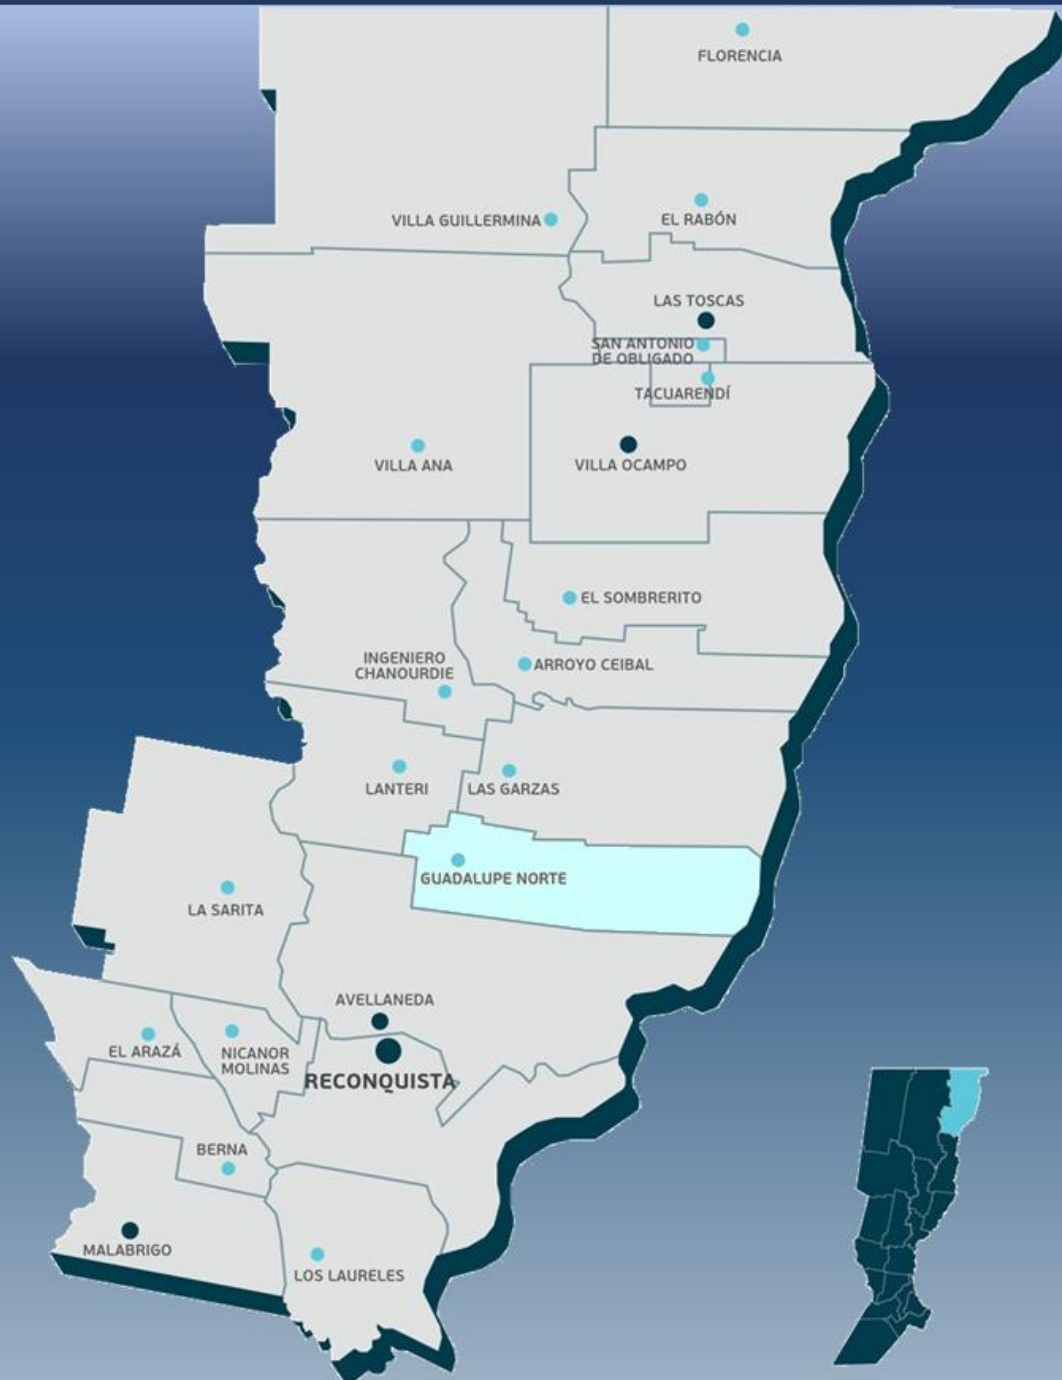 FLORENCIA
VILLA GUILLERMINA
EL RABÓN
LAS TOSCAS
SAN ANTONIO
DE OBLIGADO
TACUARENDÍ
VILLA ANA
VILLA OCAMPO
EL SOMBRERITO
INGENIERO
CHANOURDIE
ARROYO CEIBAL
LANTERI
LAS GARZAS
GUADALUPE NORTE
LA SARITA
AVELLANEDA
EL ARAZÁ
NICANOR
MOLINAS
RECONQUISTA
BERNA
MALABRIGO
LOS LAURELES